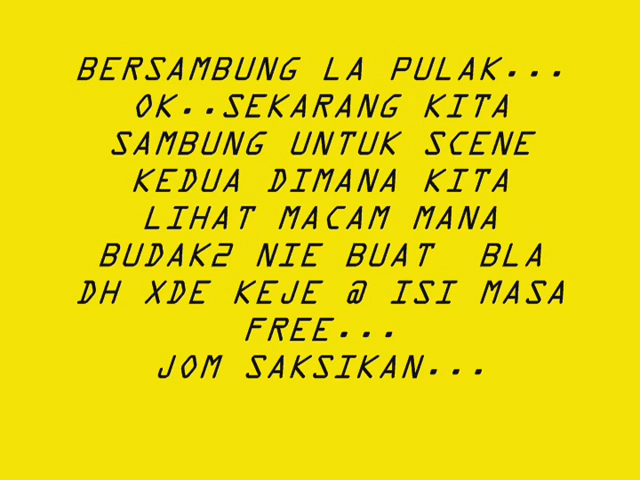 BERSAMBUNG LA PULAK...
OK..SEKARANG KITA
SAMBUNG UNTUK SCENE
KEDUA DIMANA KITA
LIHAT MACAM MANA
BUDAK2 NIE BUAT BLA
DH XDE KEJE @ ISI MASA
FREE...
JOM SAKSIKAN...